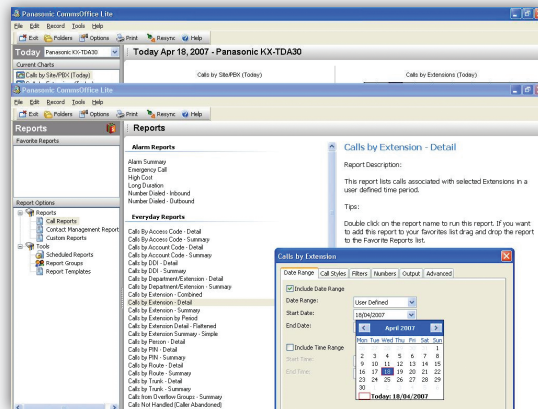 Panasonic CommsOffice Lite
File Edit Record Tools Help
Exit Folders Options Print Resync Help
Today Panasonic KX-TDA30
Today Apr 18, 2007 - Panasonic KX-TDA30
Current Charts
Calls by Site/PBX (Today)
Calls by Site/PBX (Today)
Calls by Extensions (Today)
Panasonic CommsOffice Lite
File Edit Record Tools Help
Exit Folders Options Print Resync Help
Reports
Reports
Favorite Reports
Report Options
Reports
Call Reports
Contact Management Report
Custom Reports
Tools
Scheduled Reports
Report Groups
Report Templates
Alarm Reports
Alarm Summary
Emergency Call
High Cost
Long Duration
Number Dialed - Inbound
Number Dialed - Outbound
Everyday Reports
Calls By Access Code - Detail
Calls by Access Code - Summary
Calls by Account Code - Detail
Calls by Account Code - Summary
Calls by DDI - Detail
Calls by DDI - Summary
Calls by Department/Extension - Detail
Calls by Department/Extension - Summary
Calls by Extension - Combined
Calls by Extension - Detail
Calls by Extension - Summary
Calls by Extension by Period
Calls by Extension Detail - Flattened
Calls by Extension Summary - Simple
Calls by Person - Detail
Calls by PIN - Detail
Calls by PIN - Summary
Calls by Route - Detail
Calls by Route - Summary
Calls by Trunk - Detail
Calls by Trunk - Summary
Calls from Overflow Groups - Summary
Calls Not Handled (Caller Abandoned)
Calls by Extension - Detail
Report Description:
This report lists calls associated with selected Extensions in a
user defined time period.
Tips:
Double click on the report name to run this report. If you want
to add this report to your favorites list drag and drop the report
to the Favorite Reports list.
Calls by Extension
Date Range Call Styles Filters Numbers Output Advanced
Include Date Range
Date Range: User Defined
Start Date: 18/04/2007
End Date:
April 2007
Mon Tue Wed Thu Fri Sat Sun
1
2 3 4 5 6 7 8
9 10 11 12 13 14 15
16 17 18 19 20 21 22
23 24 25 26 27 28 29
30
Today: 18/04/2007
Include Time Range
Start Time:
End Time: